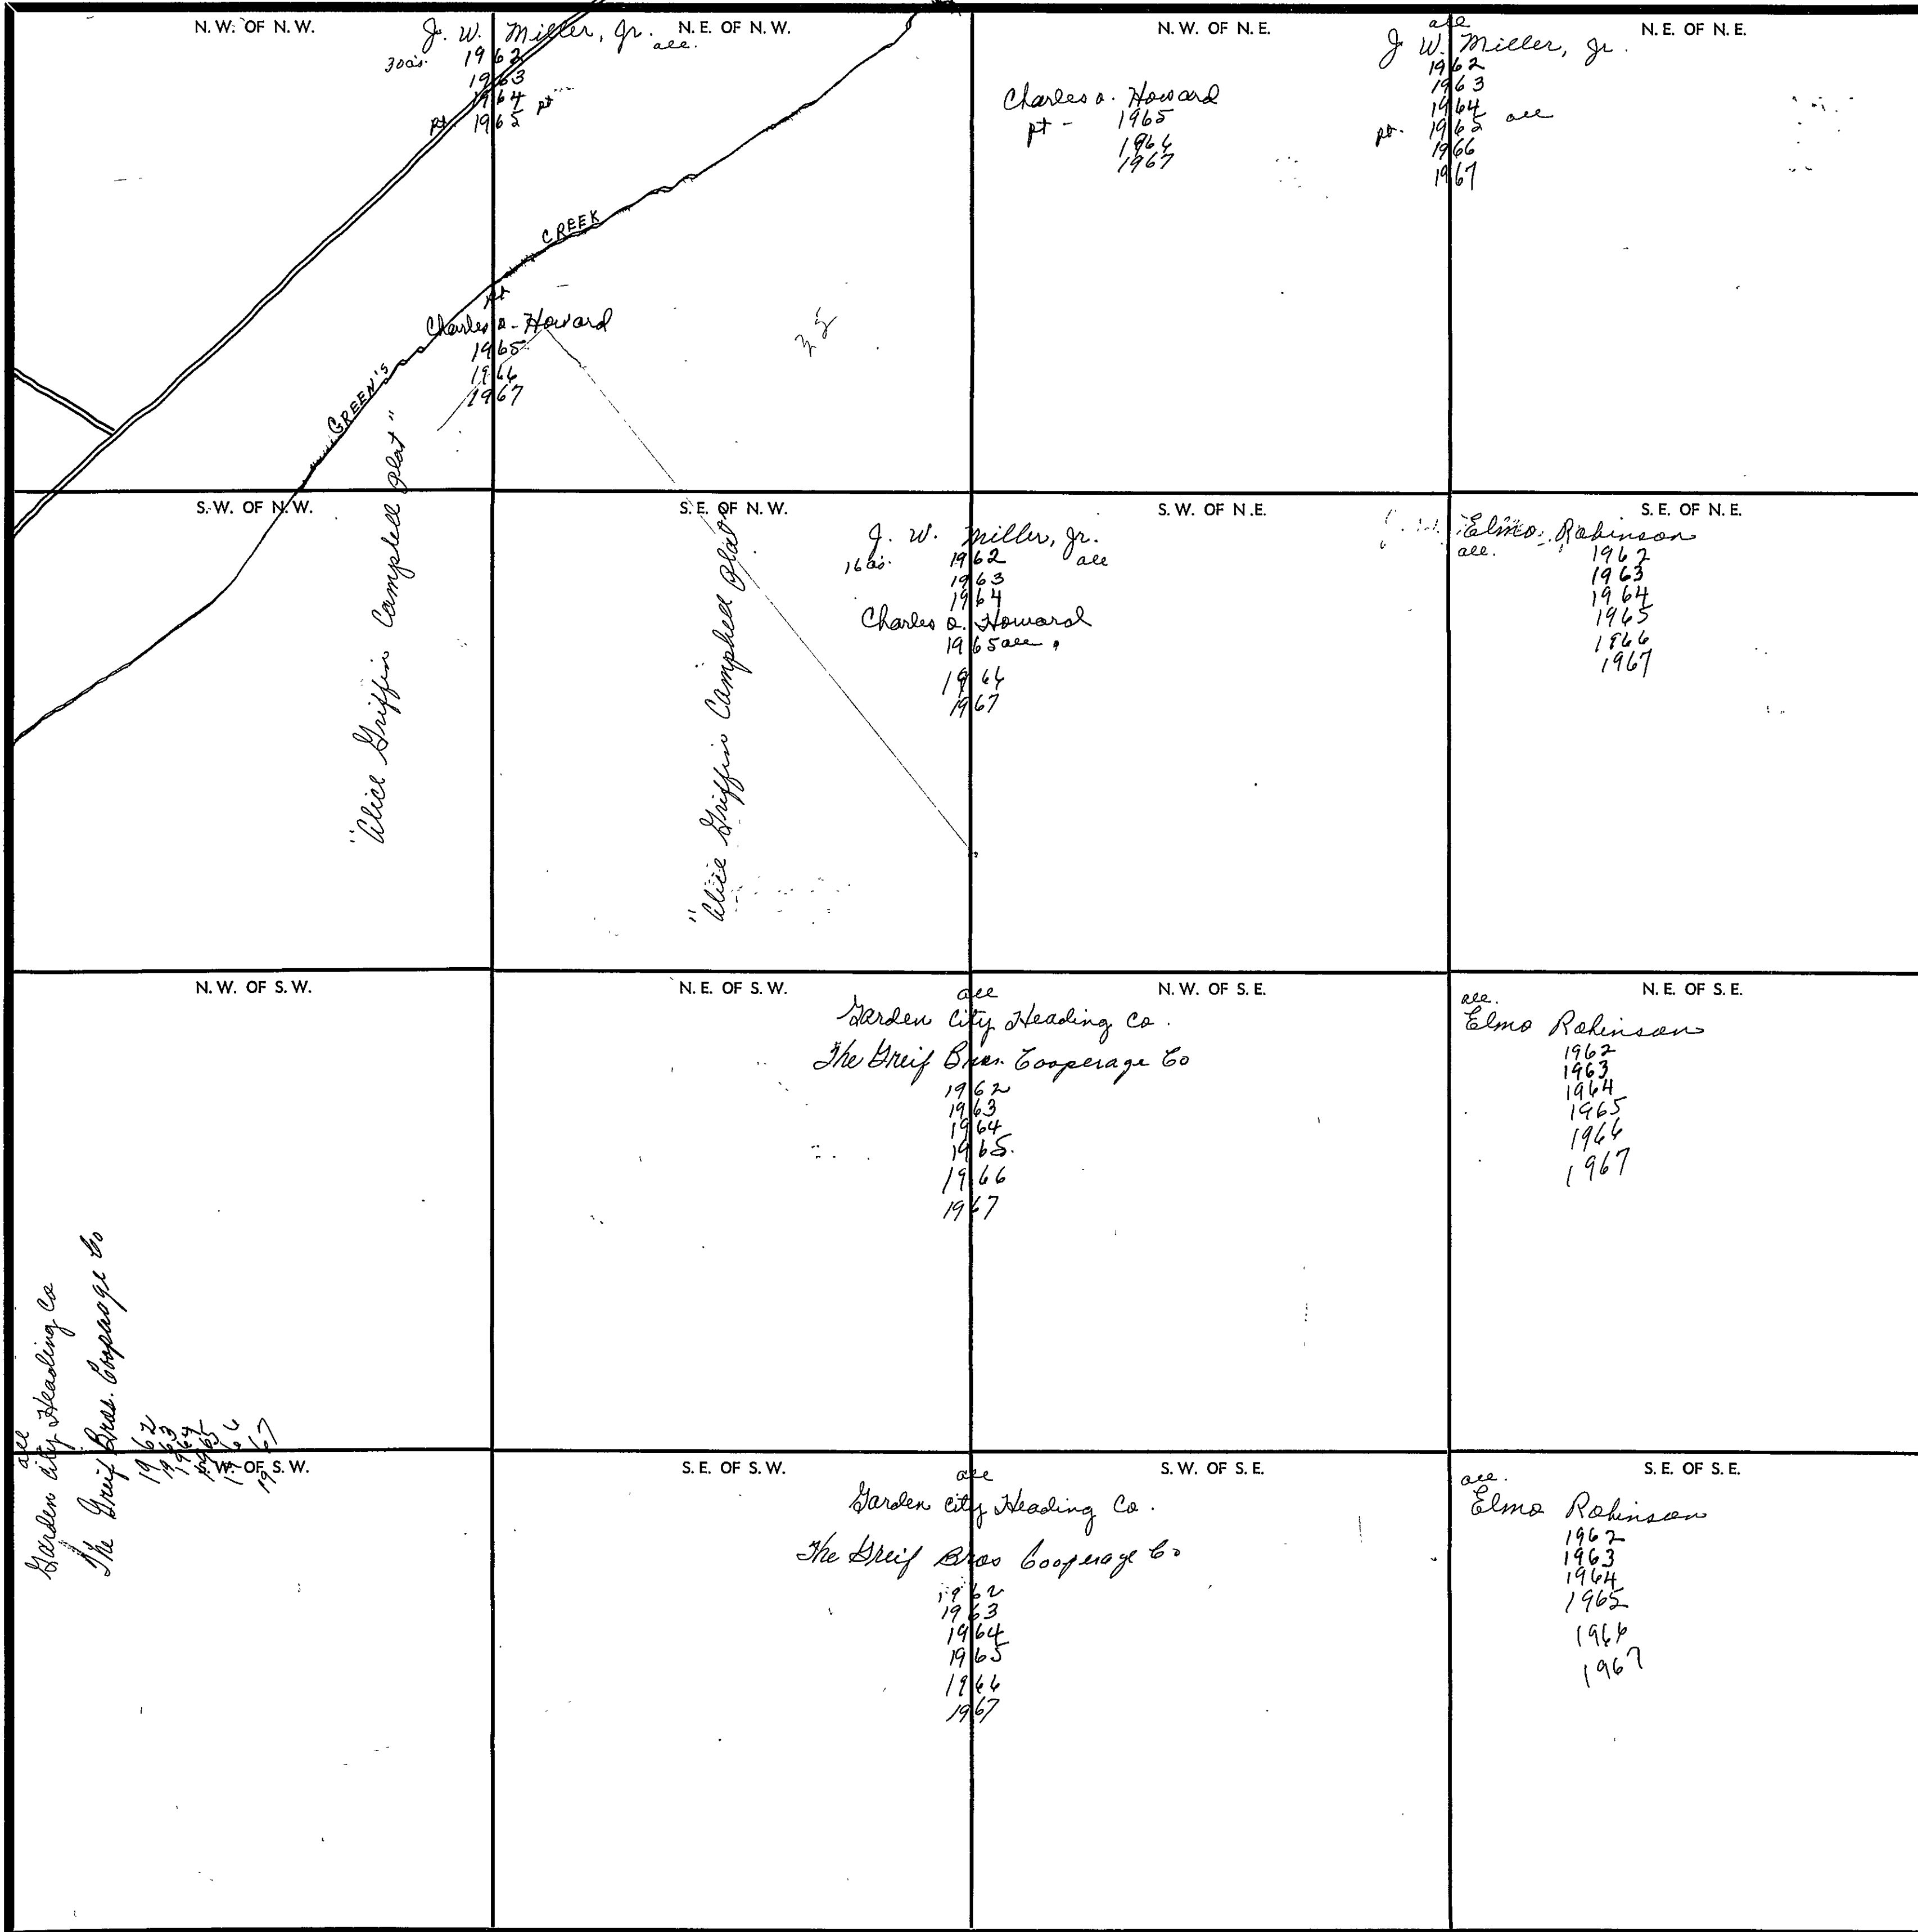 N.W. OF N.W.
J. W. Miller, Jr.
all.
30 a's.
1962
1963
1964 pt
pt 1965
N.E. OF N.W.
N.W. OF N.E.
Charles A. Howard
pt - 1965
1966
1967
all
J W. Miller, Jr.
1962
1963
1964
pt. 1965 all
1966
1967
N.E. OF N.E.
CREEK
GREEN'S
pt
Charles A. Howard
1965
1966
1967
35
S.W. OF N.W.
"Alice Griffin Campbell plat"
S.E. OF N.W.
"Alice Griffin Campbell plat
J. W. Miller, Jr.
16 a's. 1962 all
1963
1964
Charles A. Howard
1965 all
1966
1967
S.W. OF N.E.
S.E. OF N.E.
Elmo Robinson
all.
1962
1963
1964
1965
1966
1967
N.W. OF S.W.
N.E. OF S.W.
all
Garden City Heading Co.
The Greif Bros. Cooperage Co
1962
1963
1964
1965.
1966
1967
N.W. OF S.E.
N.E. OF S.E.
all.
Elmo Robinson
1962
1963
1964
1965
1966
1967
all
Garden City Heading Co
The Greif Bros. Cooperage Co
1962
1963
1964
1965
1966
1967
S.W. OF S.W.
S.E. OF S.W.
all
Garden City Heading Co.
The Greif Bros Cooperage Co
1962
1963
1964
1965
1966
1967
S.W. OF S.E.
S.E. OF S.E.
all.
Elmo Robinson
1962
1963
1964
1965
1966
1967